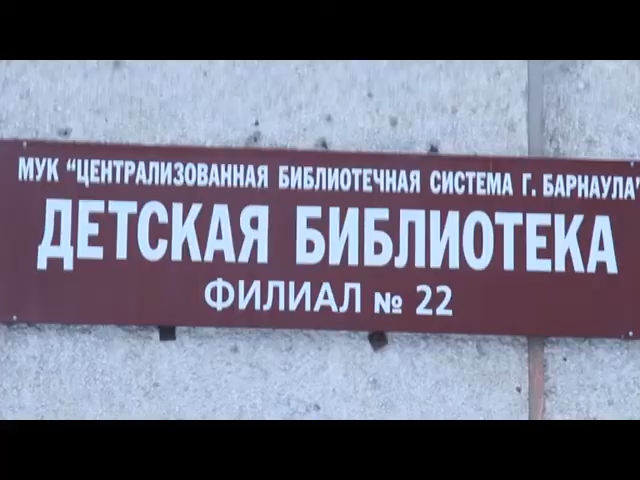 МУК "ЦЕНТРАЛИЗОВАННАЯ БИБЛИОТЕЧНАЯ СИСТЕМА Г. БАРНАУЛА"
ДЕТСКАЯ БИБЛИОТЕКА
ФИЛИАЛ № 22